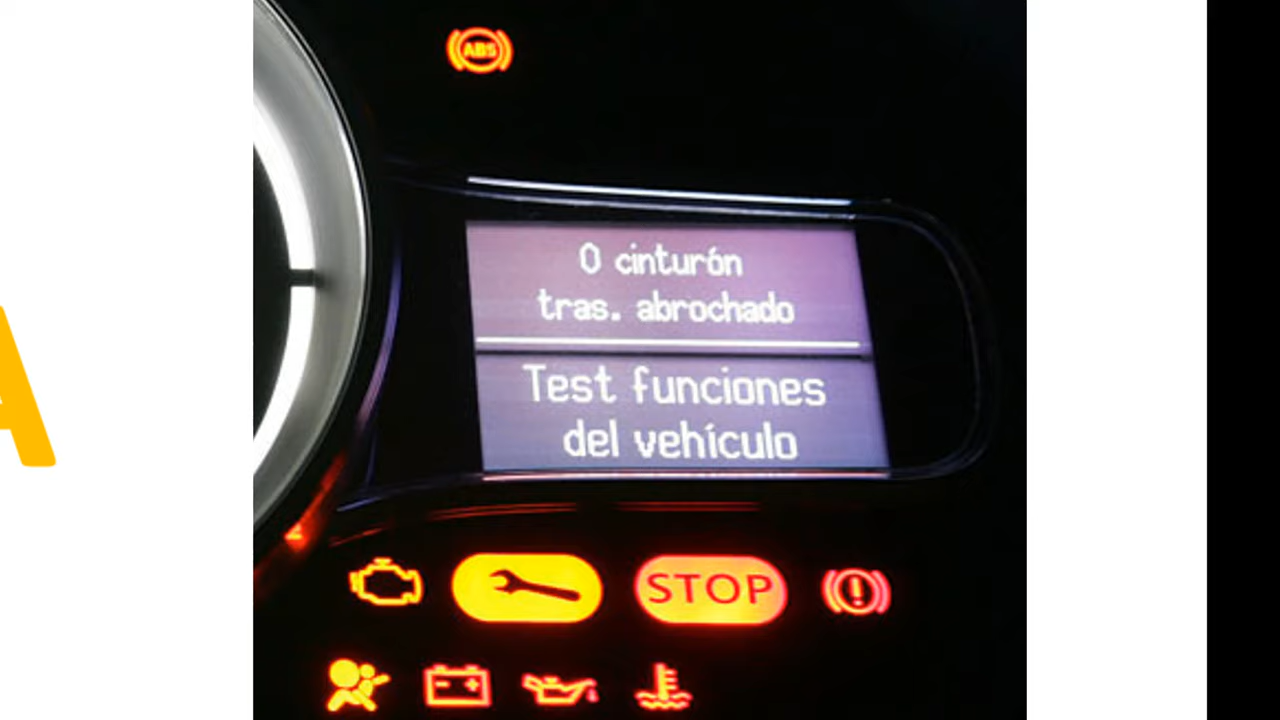 A
ABS
0 cinturón
tras. abrochado
Test funciones
del vehículo
STOP